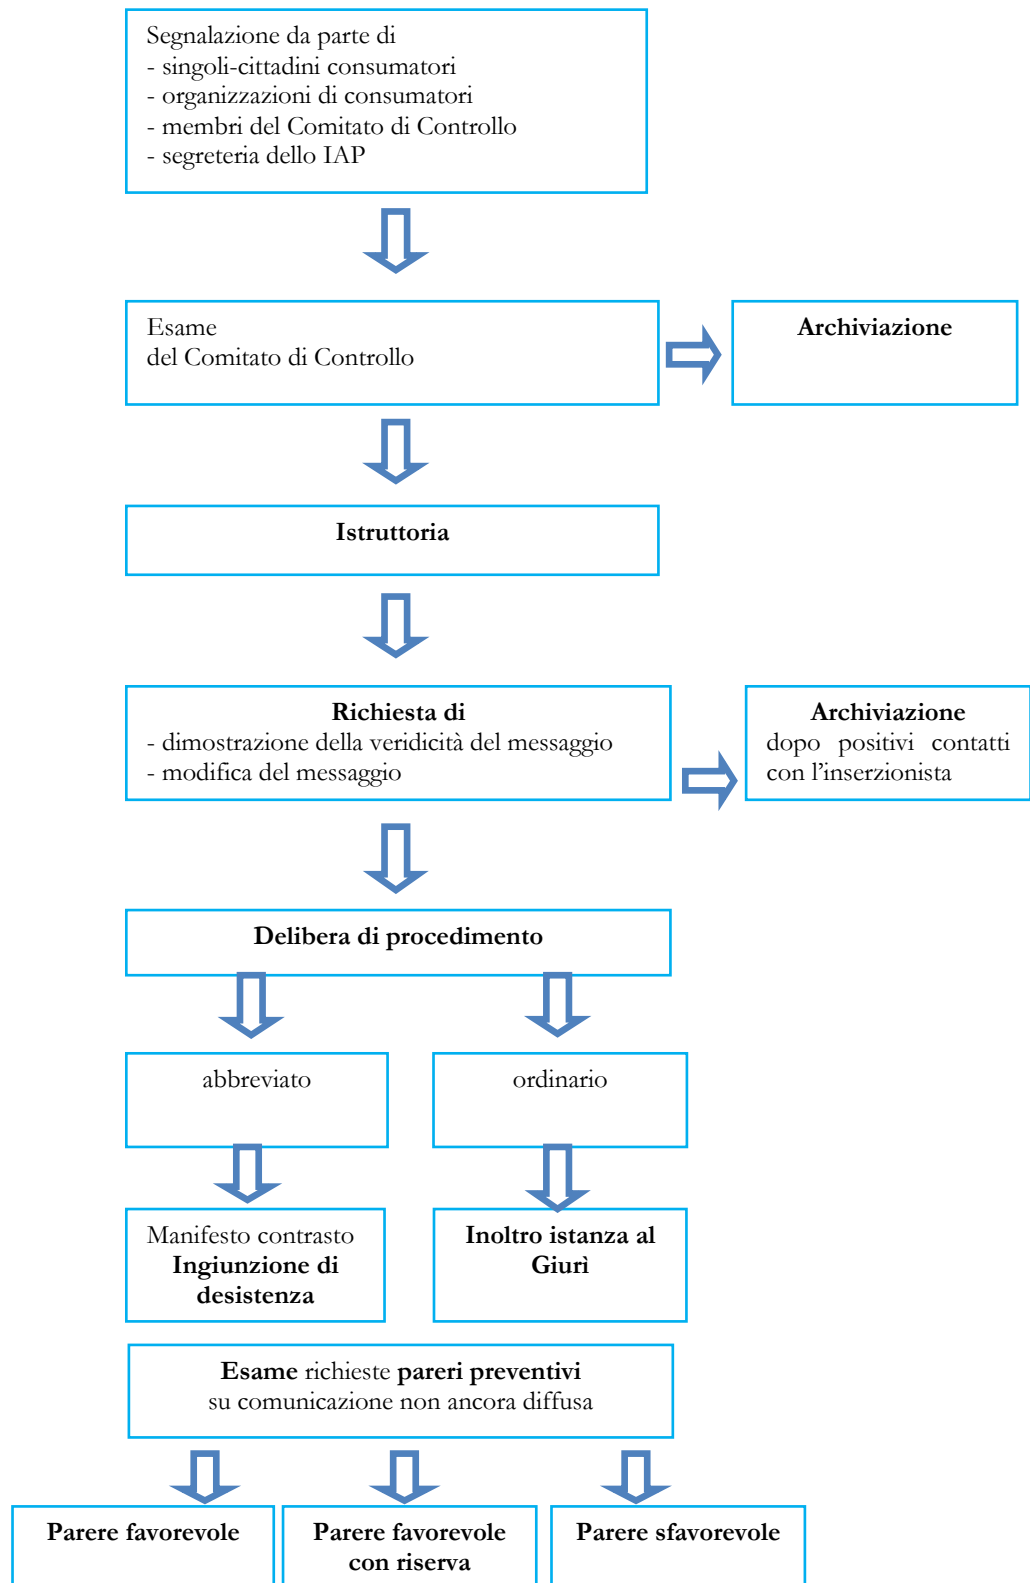 Segnalazione da parte di
- singoli-cittadini consumatori
- organizzazioni di consumatori
- membri del Comitato di Controllo
- segreteria dello IAP
Esame
del Comitato di Controllo
Archiviazione
Istruttoria
Richiesta di
- dimostrazione della veridicità del messaggio
- modifica del messaggio
Archiviazione
dopo positivi contatti
con l'inserzionista
Delibera di procedimento
abbreviato
ordinario
Manifesto contrasto
Ingiunzione di
desistenza
Inoltro istanza al
Giurì
Esame richieste pareri preventivi
su comunicazione non ancora diffusa
Parere favorevole
Parere favorevole
con riserva
Parere sfavorevole